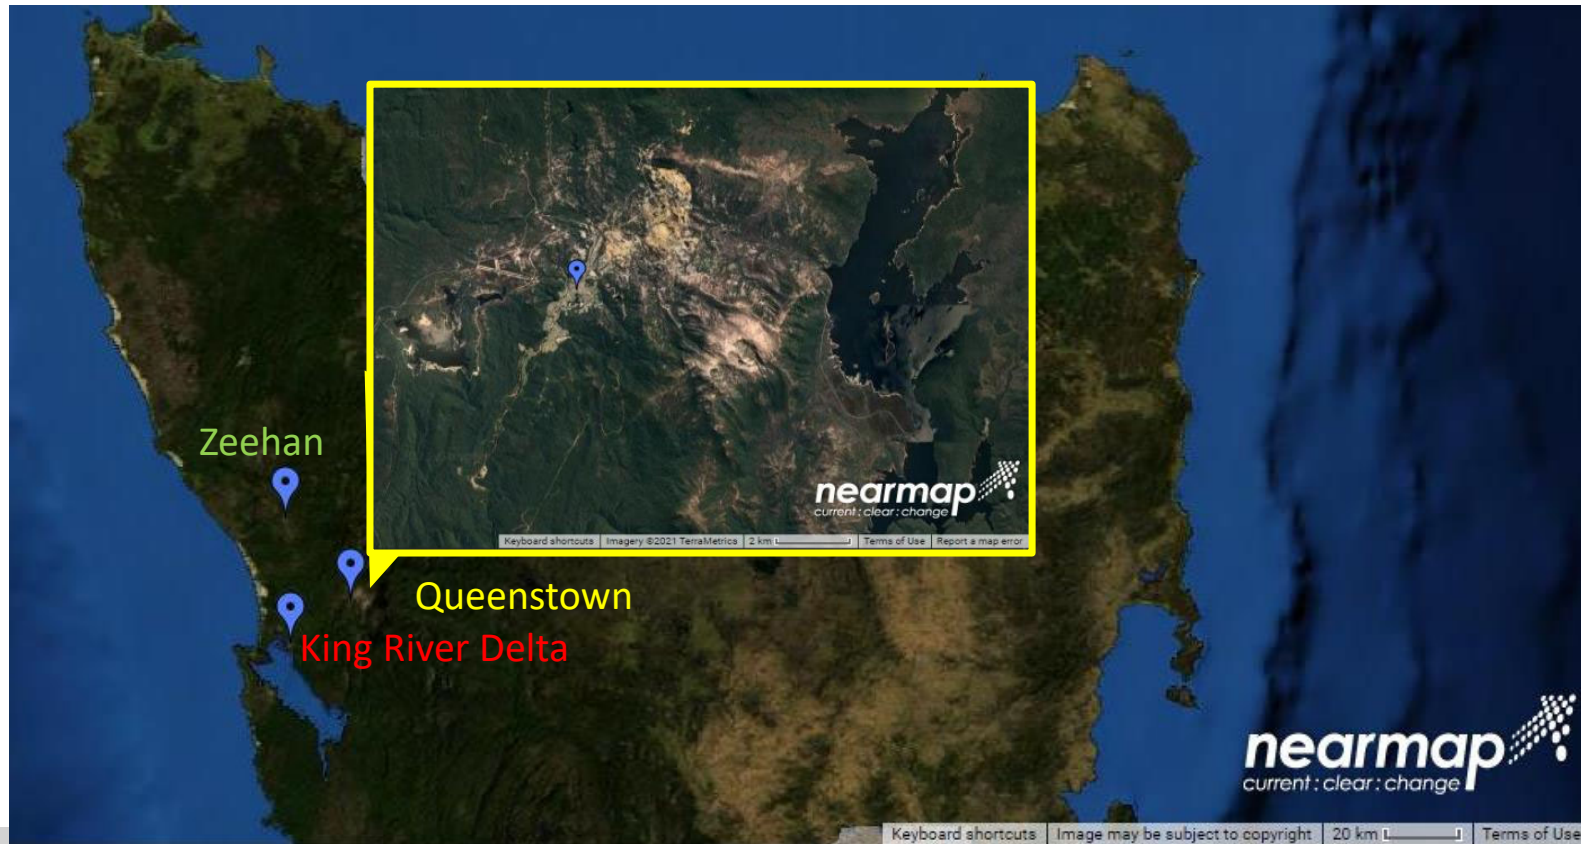 Zeehan
Queenstown
King River Delta
nearmap
current : clear : change
Keyboard shortcuts
Imagery ©2021 TerraMetrics
2 km
Terms of Use
Report a map error
nearmap
current : clear : change
Keyboard shortcuts
Image may be subject to copyright
20 km
Terms of Use